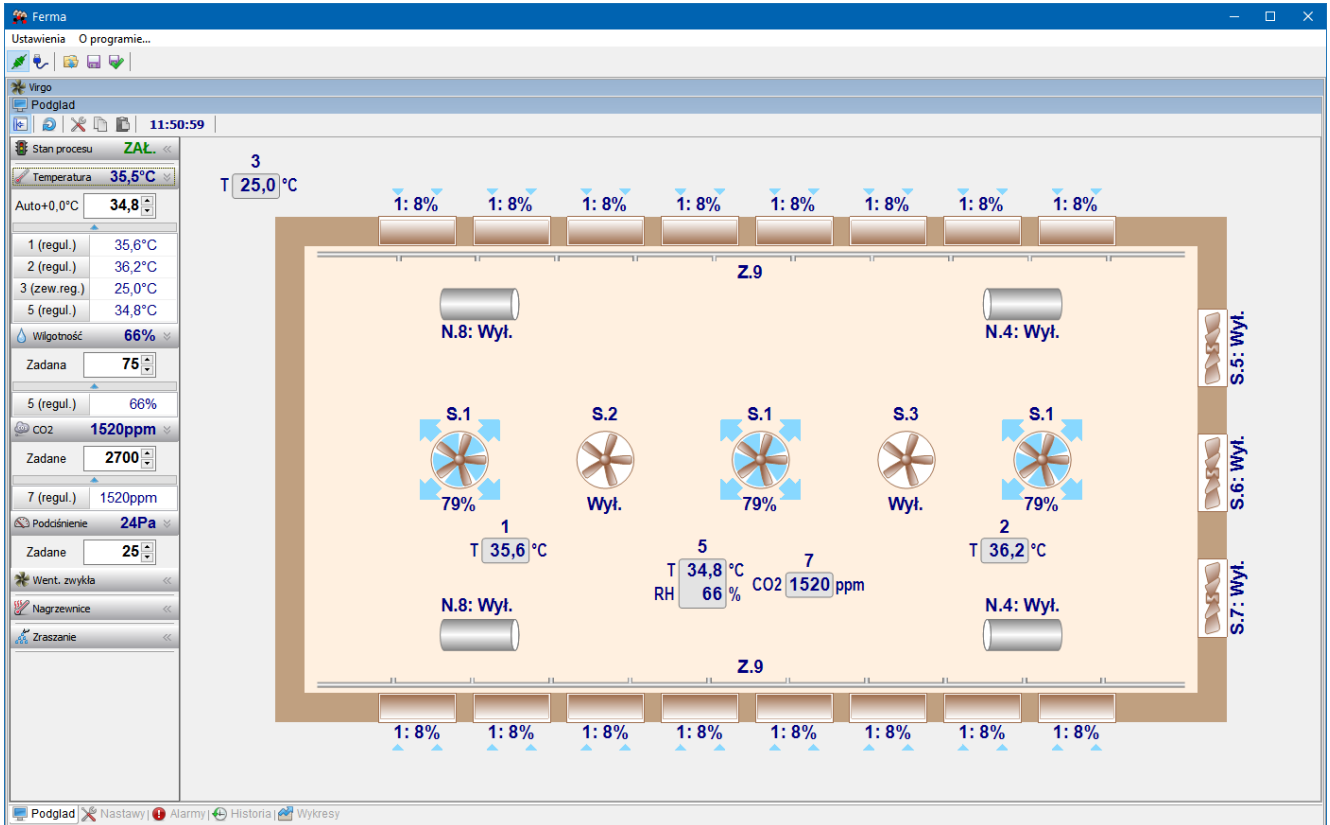 Ferma
Ustawienia O programie...
Virgo
Podglad
11:50:59
Stan procesu ZAŁ.
Temperatura 35,5°C
Auto+0,0°C 34,8
1 (regul.) 35,6°C
2 (regul.) 36,2°C
3 (zew.reg.) 25,0°C
5 (regul.) 34,8°C
Wilgotność 66%
Zadana 75
5 (regul.) 66%
CO2 1520ppm
Zadane 2700
7 (regul.) 1520ppm
Podciśnienie 24Pa
Zadane 25
Went. zwykła
Nagrzewnice
Zraszanie
3
T 25,0 °C
1: 8% 1: 8% 1: 8% 1: 8% 1: 8% 1: 8% 1: 8% 1: 8%
Z.9
N.8: Wył. N.4: Wył.
S.5: Wył.
S.1 S.2 S.1 S.3 S.1
S.6: Wył.
79% Wył. 79% Wył. 79%
1
T 35,6 °C
5
T 34,8 °C
RH 66 %
7
CO2 1520 ppm
2
T 36,2 °C
S.7: Wył.
N.8: Wył. N.4: Wył.
Z.9
1: 8% 1: 8% 1: 8% 1: 8% 1: 8% 1: 8% 1: 8% 1: 8%
Podglad Nastawy Alarmy Historia Wykresy